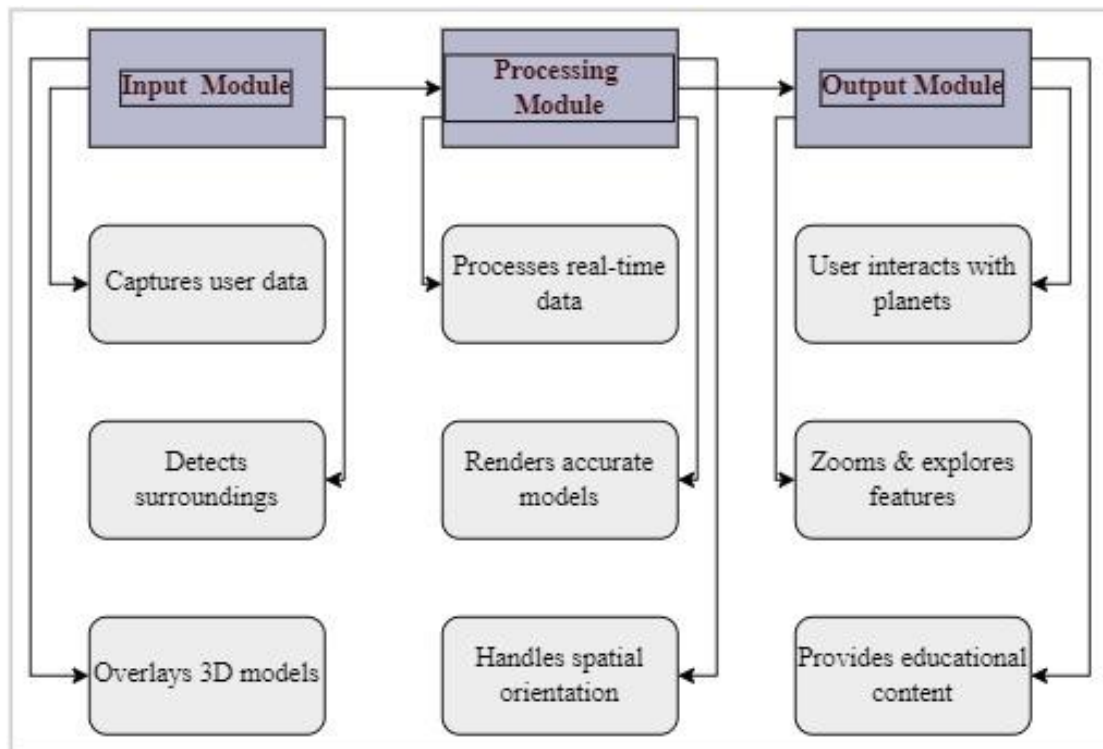 Input Module
Processing
Module
Output Module
Captures user data
Processes real-time
data
User interacts with
planets
Detects
surroundings
Renders accurate
models
Zooms & explores
features
Overlays 3D models
Handles spatial
orientation
Provides educational
content